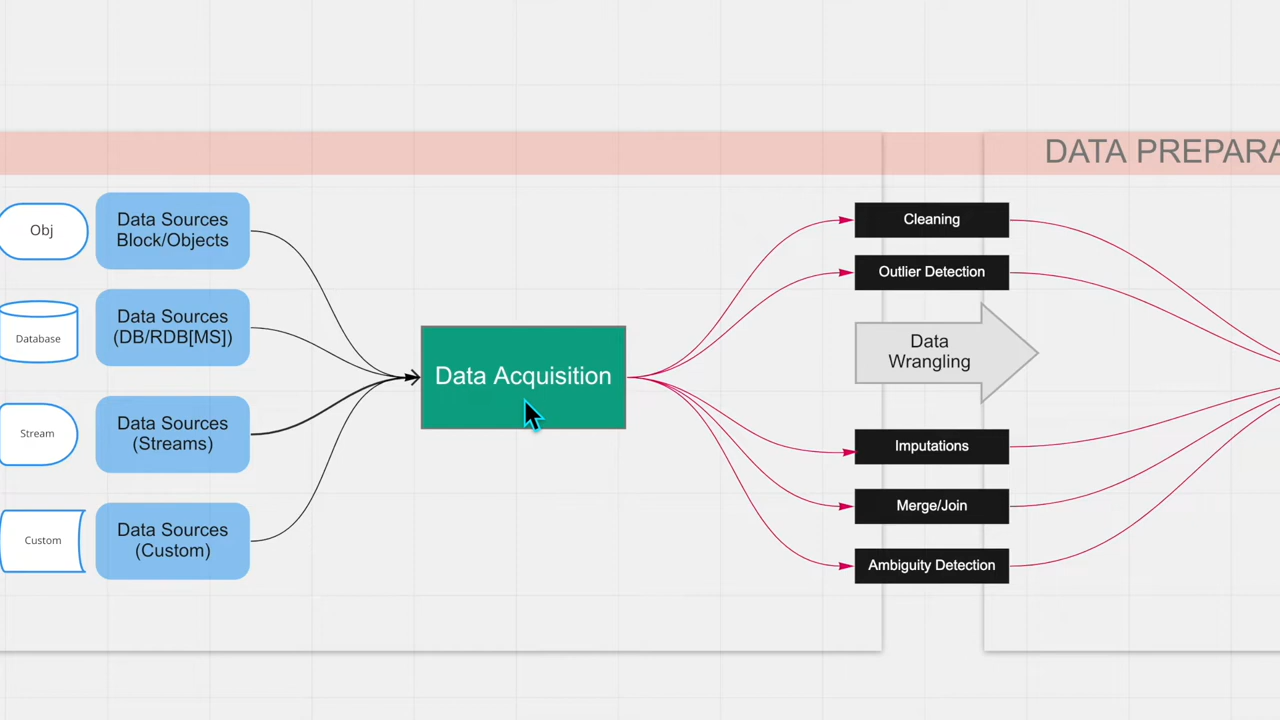 DATA PREPARA
Obj
Data Sources
Block/Objects
Database
Data Sources
(DB/RDB[MS])
Stream
Data Sources
(Streams)
Custom
Data Sources
(Custom)
Data Acquisition
Cleaning
Outlier Detection
Data
Wrangling
Imputations
Merge/Join
Ambiguity Detection